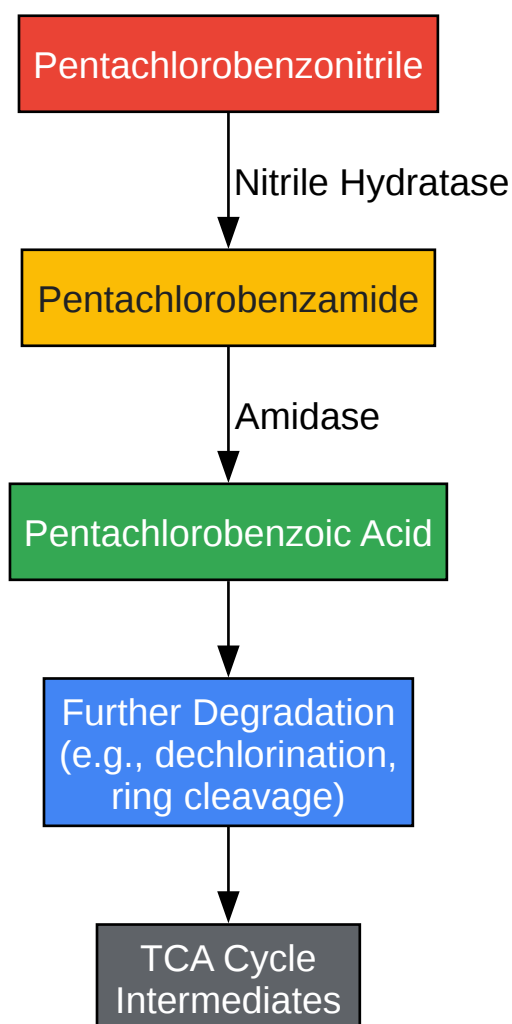 Pentachlorobenzonitrile
Nitrile Hydratase
Pentachlorobenzamide
Amidase
Pentachlorobenzoic Acid
Further Degradation
(e.g., dechlorination,
ring cleavage)
TCA Cycle
Intermediates